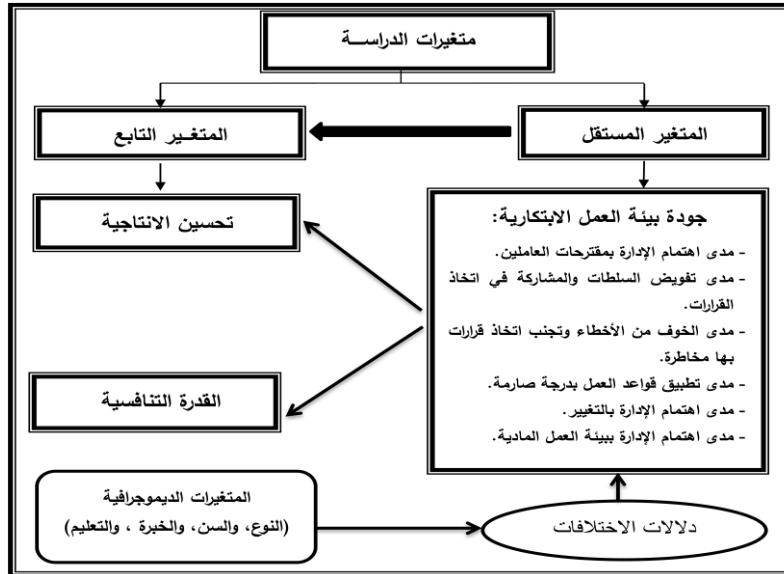 متغيرات الدراســـة
المتغير المستقل
المتغـير التابع
جودة بيئة العمل الابتكارية:
- مدى اهتمام الإدارة بمقترحات العاملين.
- مدى تفويض السلطات والمشاركة في اتخاذ
القرارات.
- مدى الخوف من الأخطاء وتجنب اتخاذ قرارات
بها مخاطرة.
- مدى تطبيق قواعد العمل بدرجة صارمة.
- مدى اهتمام الإدارة بالتغيير.
- مدى اهتمام الإدارة ببيئة العمل المادية.
تحسين الانتاجية
القدرة التنافسية
دلالات الاختلافات
المتغيرات الديموجرافية
(النوع، والسن، والخبرة ، والتعليم)